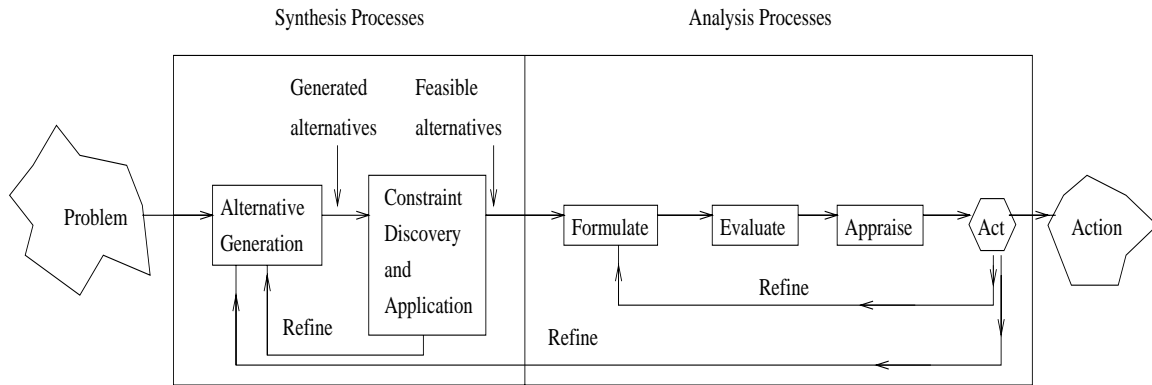 Synthesis Processes
Analysis Processes
Generated
alternatives
Feasible
alternatives
Problem
Alternative
Generation
Constraint
Discovery
and
Application
Formulate
Evaluate
Appraise
Act
Action
Refine
Refine
Refine